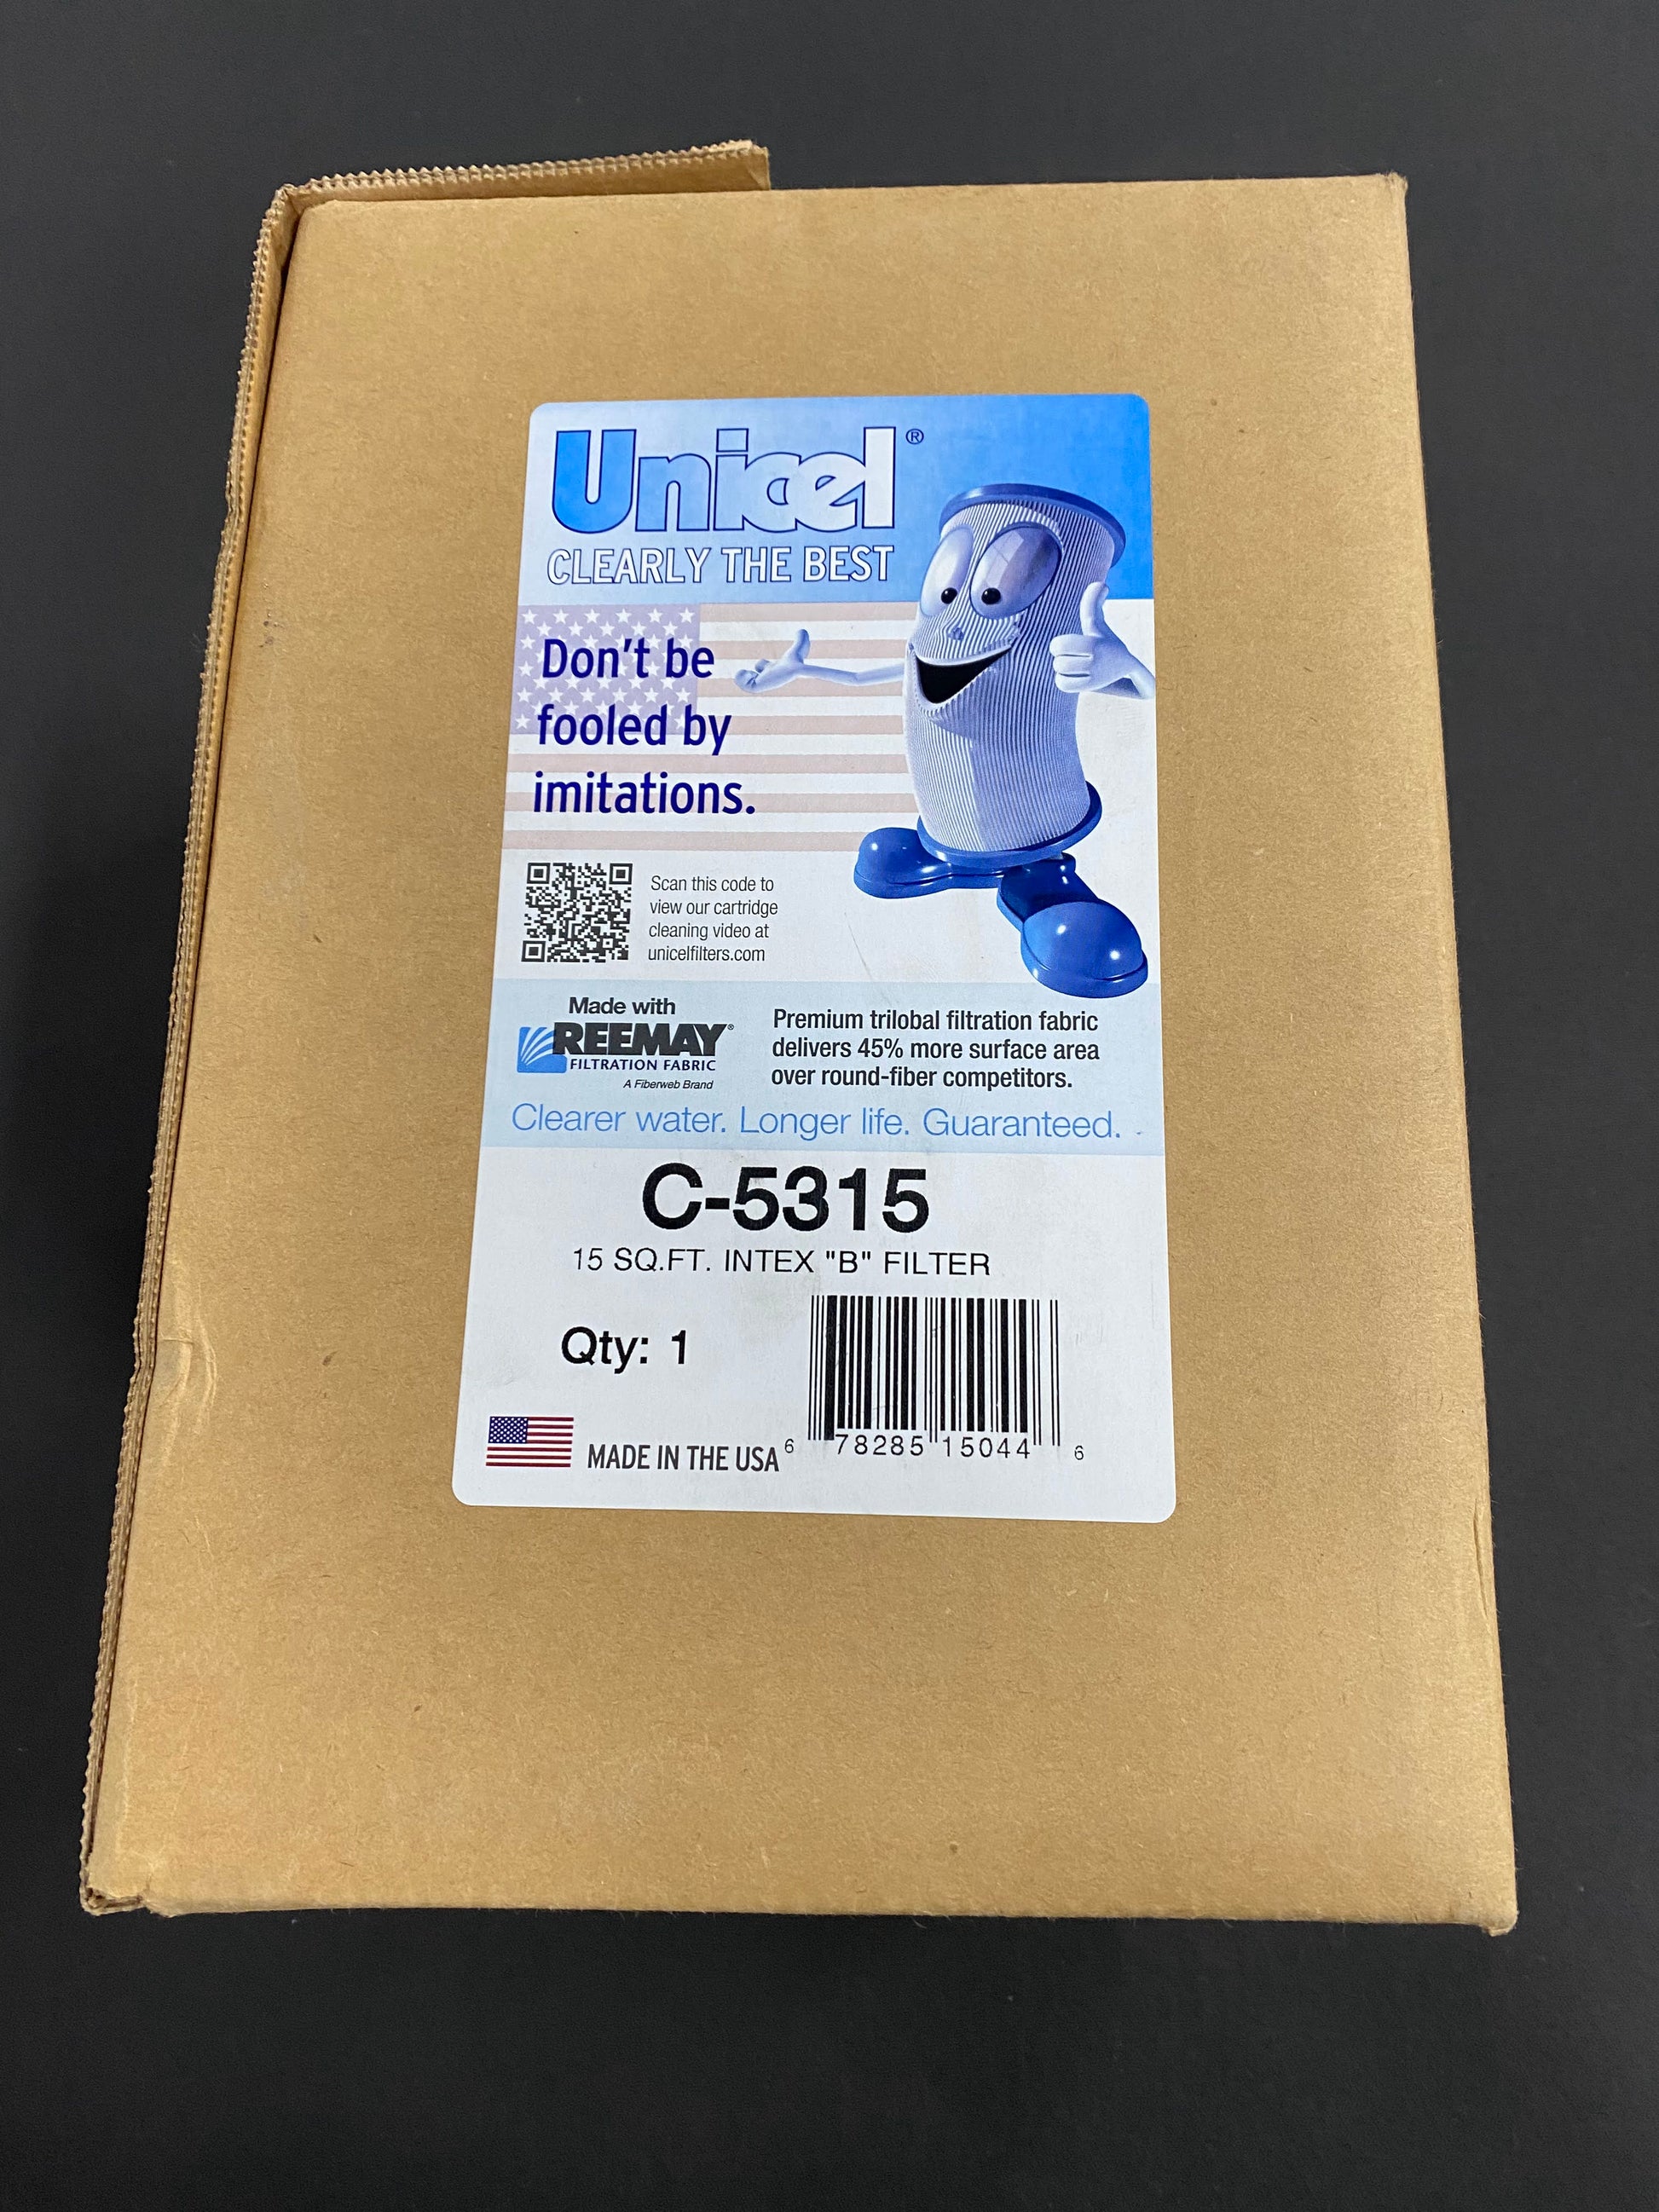 Unicel®
CLEARLY THE BEST
Don't be
fooled by
imitations.
Scan this code to
view our cartridge
cleaning video at
unicelfilters.com
Made with
REEMAY®
FILTRATION FABRIC
A Fiberweb Brand
Premium trilobal filtration fabric
delivers 45% more surface area
over round-fiber competitors.
Clearer water. Longer life. Guaranteed.
C-5315
15 SQ.FT. INTEX "B" FILTER
Qty: 1
MADE IN THE USA
6 78285 15044 6